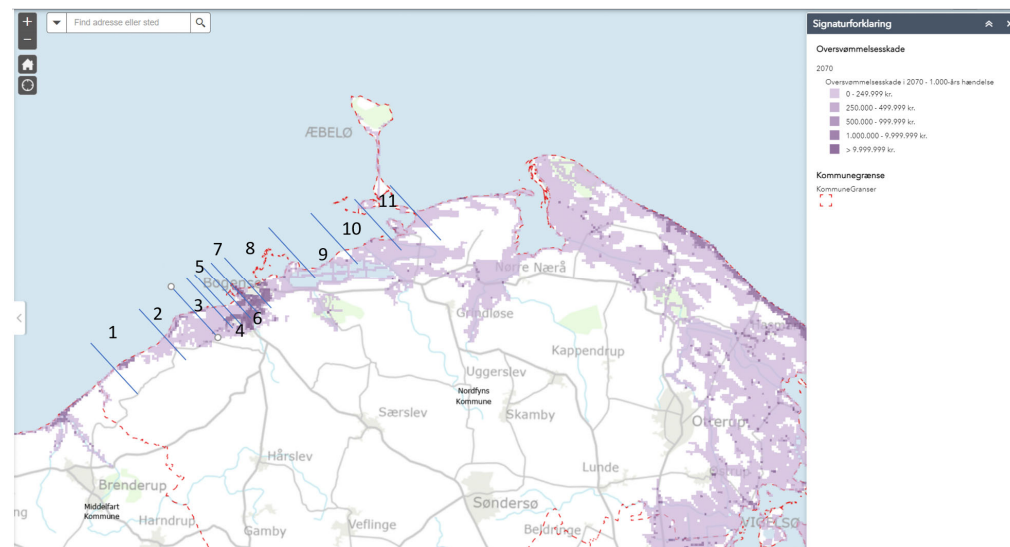 Find adresse eller sted
Signaturforklaring
Oversvømmelsesskade
2070
Oversvømmelsesskade i 2070 - 1.000-års hændelse
0 - 249.999 kr.
250.000 - 499.999 kr.
500.000 - 999.999 kr.
1.000.000 - 9.999.999 kr.
> 9.999.999 kr.
Kommunegrænse
KommuneGranser
ÆBELØ
11
10
9
8
7
5
3
2
1
4
6
Nørre Nærå
Grindløse
Kappendrup
Uggerslev
Nordfyns
Kommune
Særslev
Skamby
Otterup
Hårslev
Lunde
Brenderup
Søndersø
Middelfart
Kommune
Harndrup
Gamby
Veflinge
Beldringe
VIGELSØ